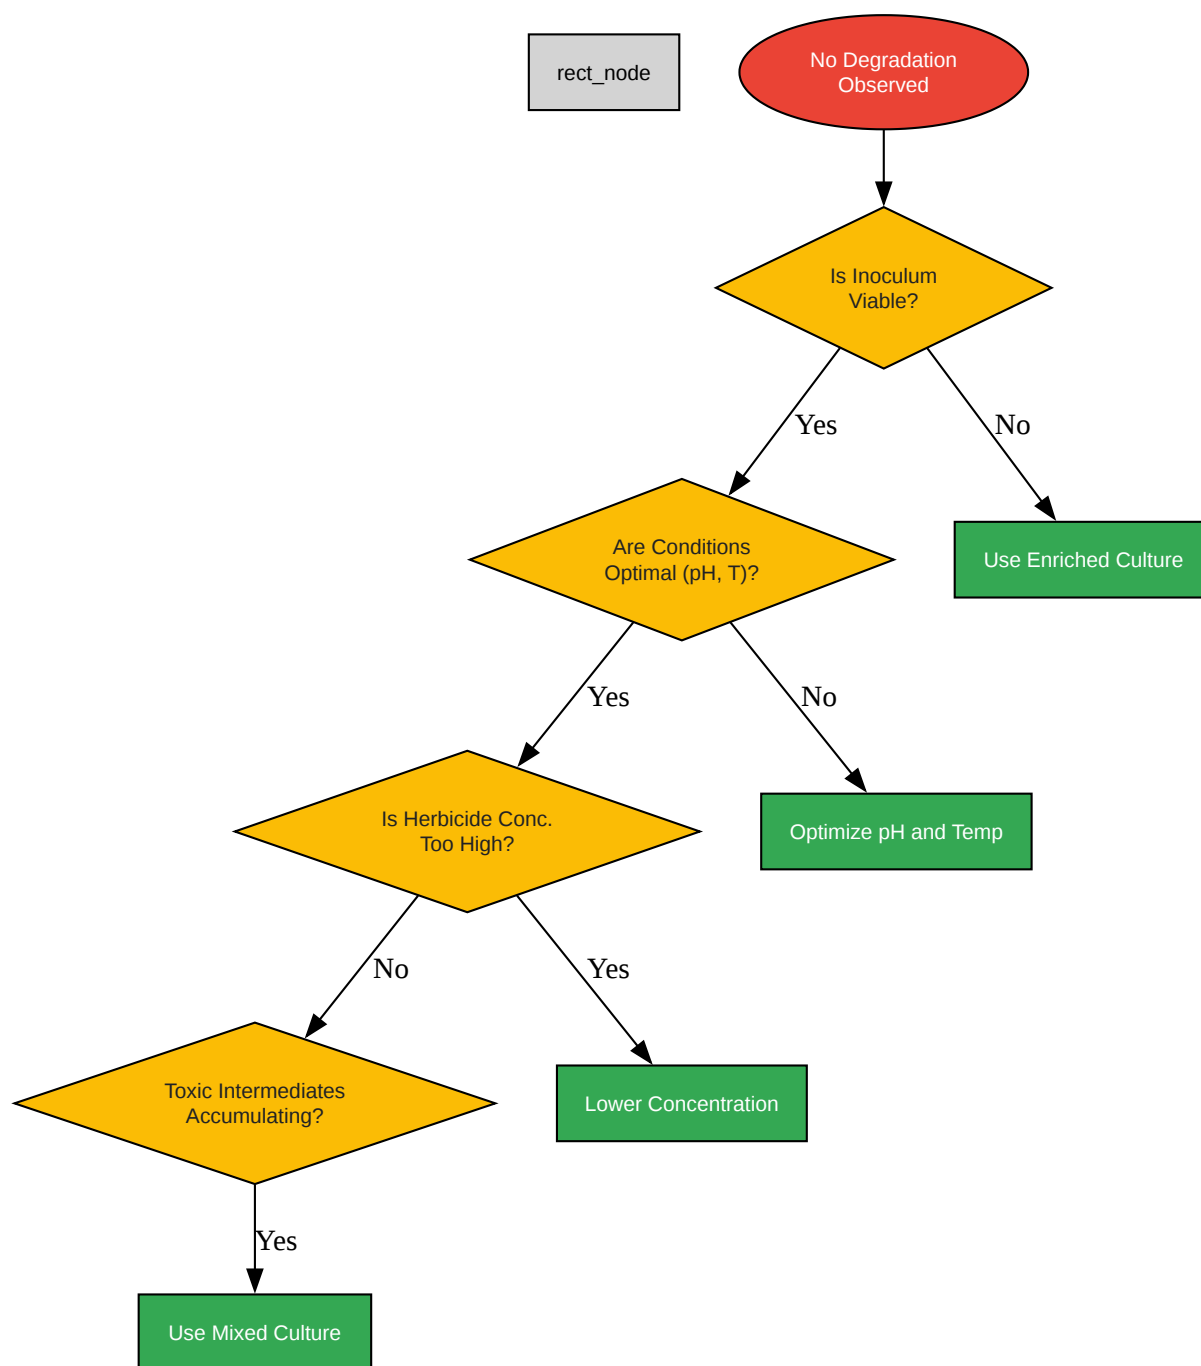 rect_node
No Degradation
Observed
Is Inoculum
Viable?
Yes
No
Are Conditions
Optimal (pH, T)?
Use Enriched Culture
Yes
No
Is Herbicide Conc.
Too High?
Optimize pH and Temp
No
Yes
Toxic Intermediates
Accumulating?
Lower Concentration
Yes
Use Mixed Culture